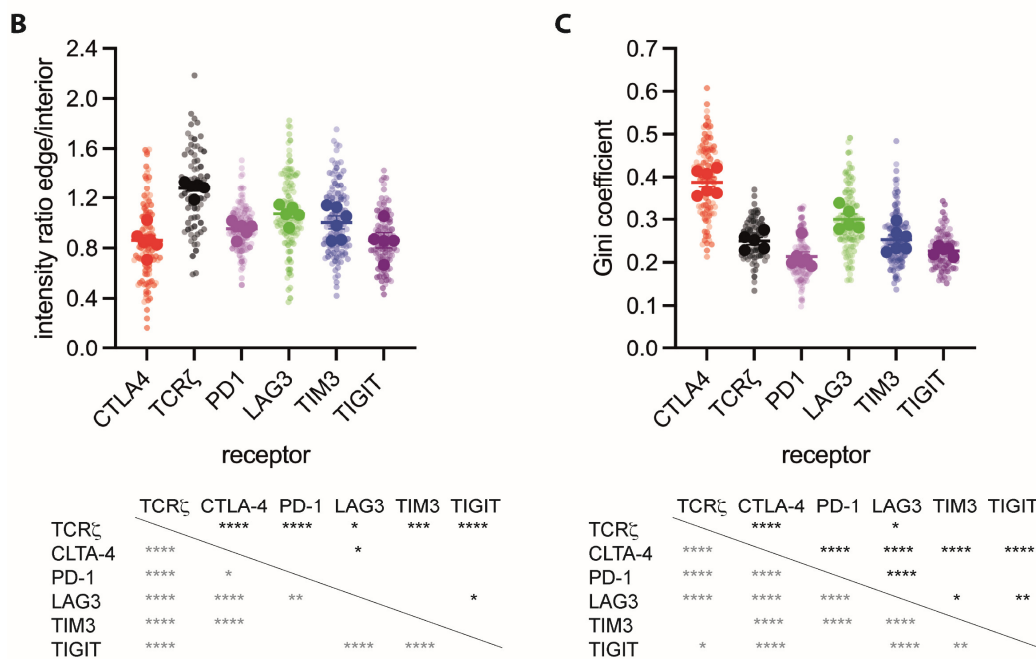 B
intensity ratio edge/interior
2.4
2.0
1.6
1.2
0.8
0.4
0.0
CTLA4
TCRζ
PD1
LAG3
TIM3
TIGIT
receptor
TCRζ CTLA-4 PD-1 LAG3 TIM3 TIGIT
TCRζ **** **** * *** ****
CLTA-4 **** *
PD-1 **** *
LAG3 **** **** ** *
TIM3 **** ****
TIGIT **** **** ****
C
Gini coefficient
0.7
0.6
0.5
0.4
0.3
0.2
0.1
0.0
CTLA4
TCRζ
PD1
LAG3
TIM3
TIGIT
receptor
TCRζ CTLA-4 PD-1 LAG3 TIM3 TIGIT
TCRζ **** *
CLTA-4 **** **** **** **** ****
PD-1 **** **** ****
LAG3 **** **** **** * **
TIM3 **** **** ****
TIGIT * **** **** **